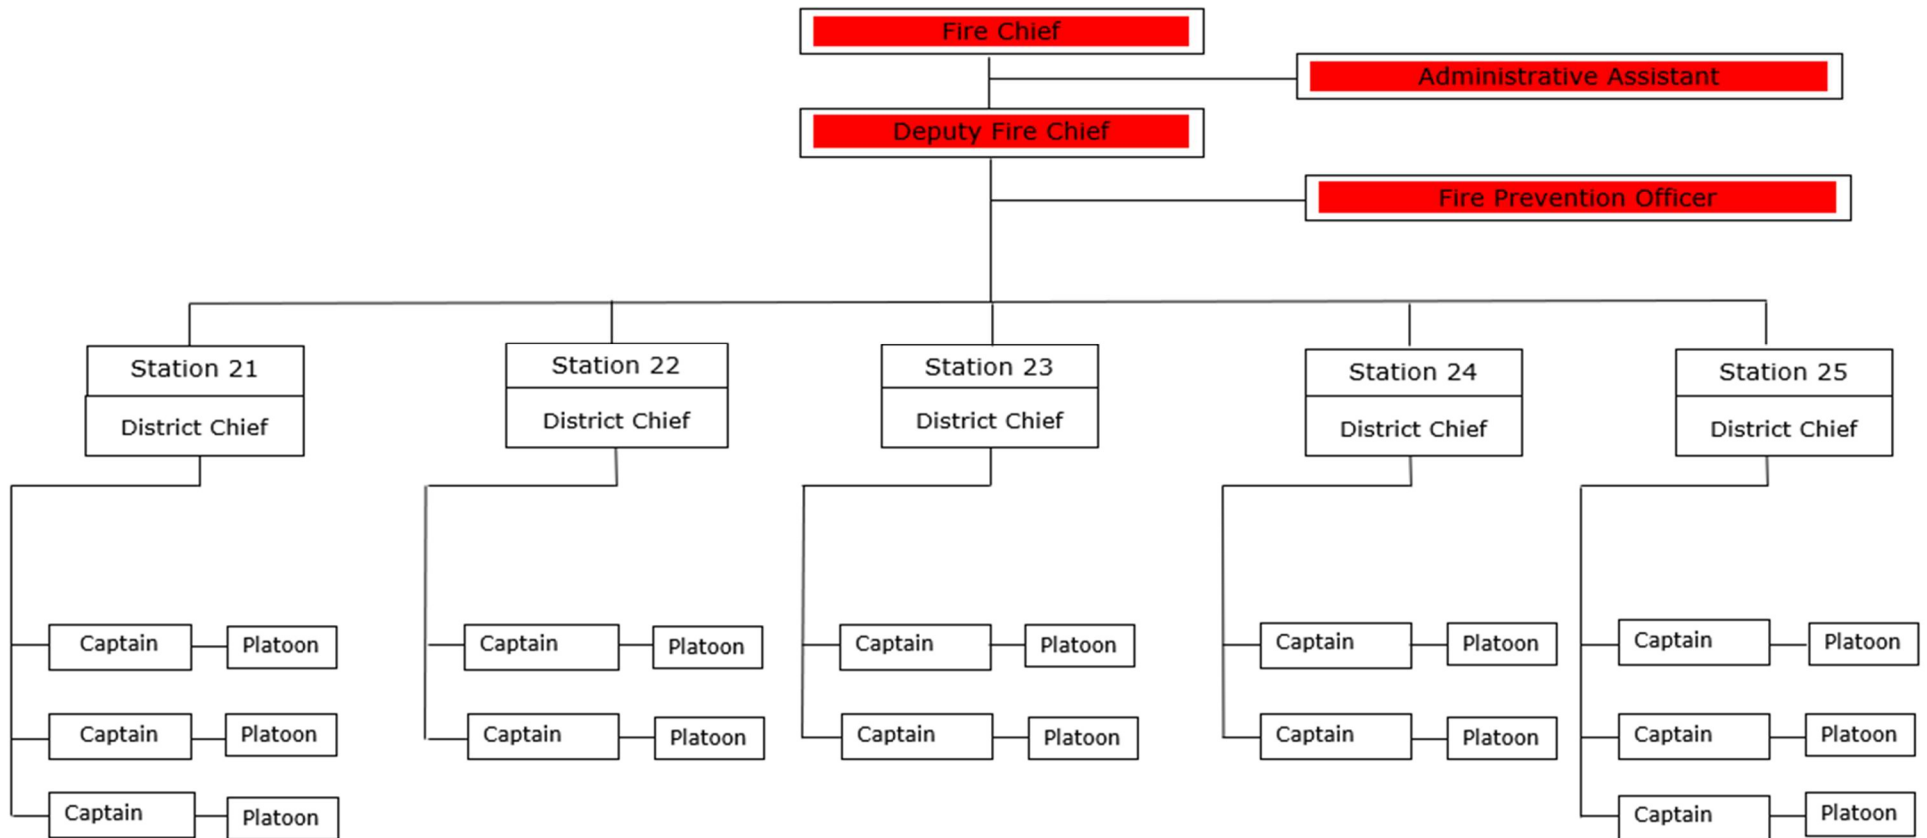 Fire Chief
Administrative Assistant
Deputy Fire Chief
Fire Prevention Officer
Station 21
District Chief
Station 22
District Chief
Station 23
District Chief
Station 24
District Chief
Station 25
District Chief
Captain
Platoon
Captain
Platoon
Captain
Platoon
Captain
Platoon
Captain
Platoon
Captain
Platoon
Captain
Platoon
Captain
Platoon
Captain
Platoon
Captain
Platoon
Captain
Platoon
Captain
Platoon